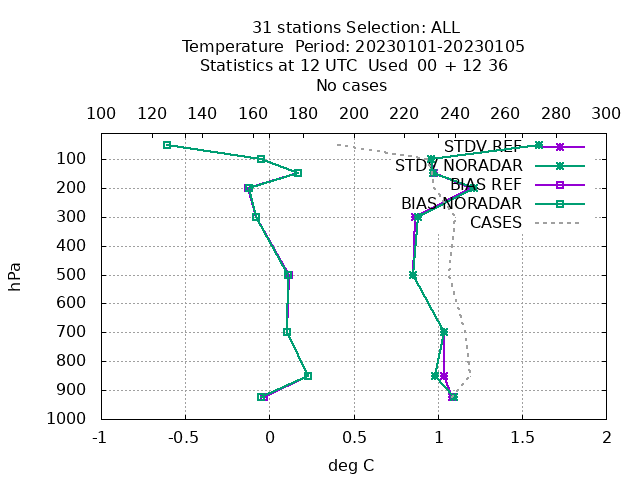 31 stations Selection: ALL
Temperature  Period: 20230101-20230105
Statistics at 12 UTC  Used  00 + 12 36
No cases
100 120 140 160 180 200 220 240 260 280 300
STDV REF
100
STDV NORADAR
200
BIAS REF
BIAS NORADAR
300
CASES
400
hPa
500
600
700
800
900
1000
-1 -0.5 0 0.5 1 1.5 2
deg C